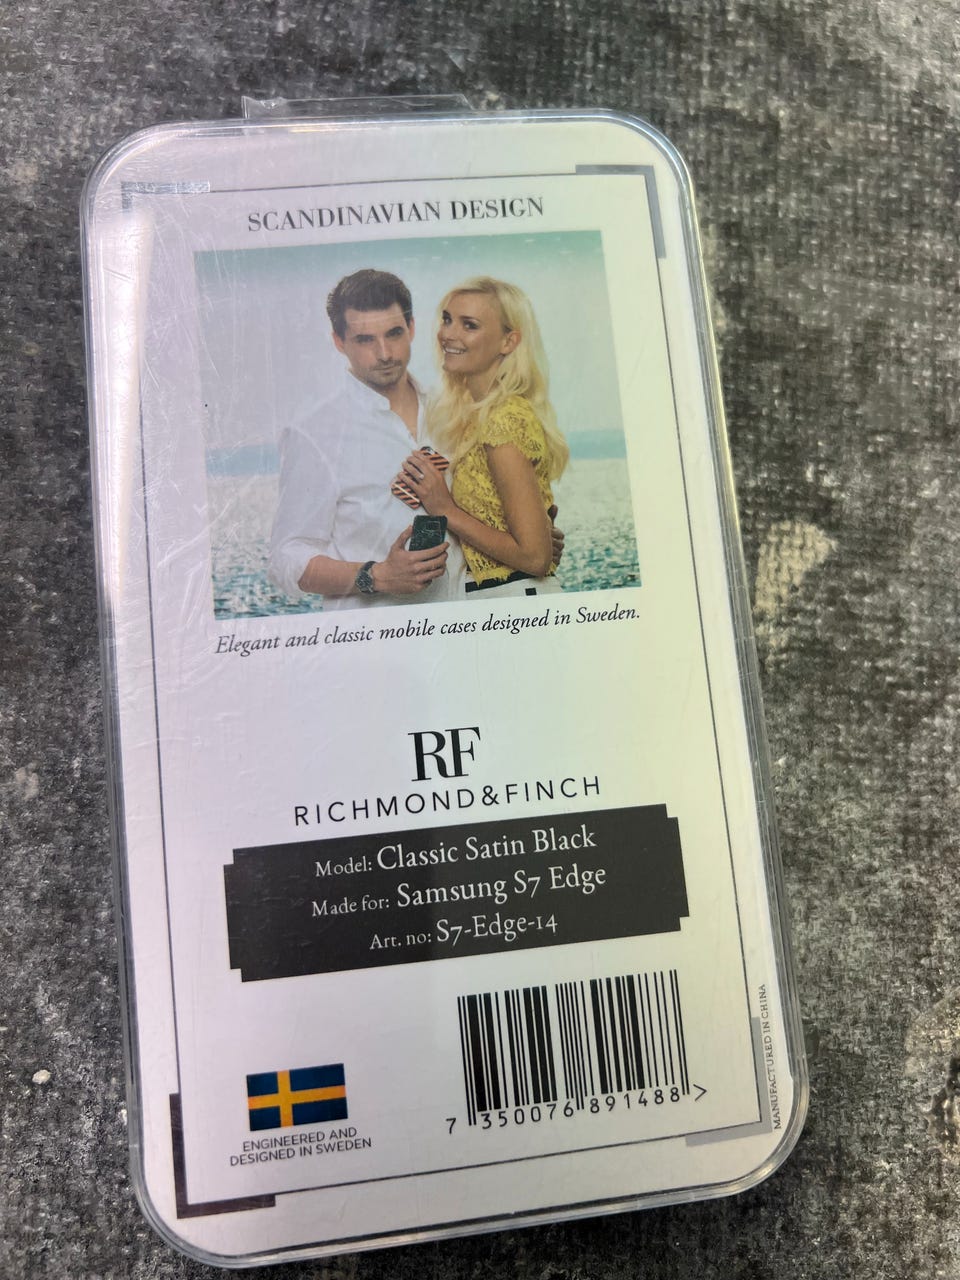 SCANDINAVIAN DESIGN
Elegant and classic mobile cases designed in Sweden.
RF
RICHMOND&FINCH
Model: Classic Satin Black
Made for: Samsung S7 Edge
Art. no: S7-Edge-14
7 350076 891488 >
ENGINEERED AND
DESIGNED IN SWEDEN
MANUFACTURED IN CHINA